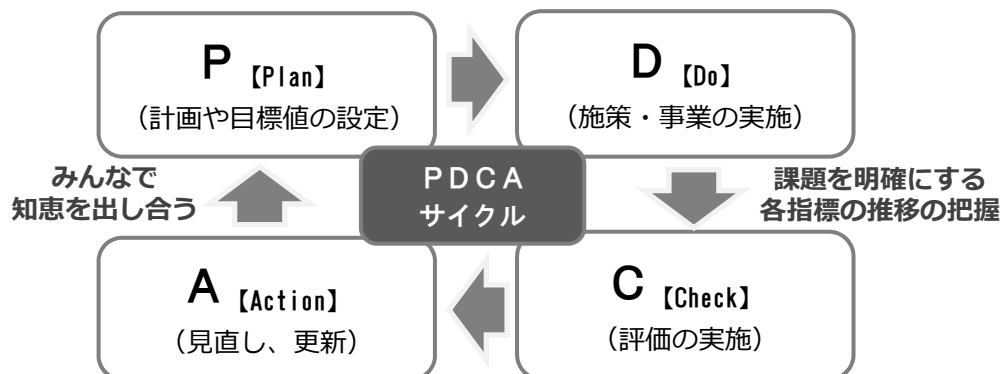 P【Plan】
（計画や目標値の設定）
D【Do】
（施策・事業の実施）
みんなで
知恵を出し合う
PDCA
サイクル
課題を明確にする
各指標の推移の把握
A【Action】
（見直し、更新）
C【Check】
（評価の実施）